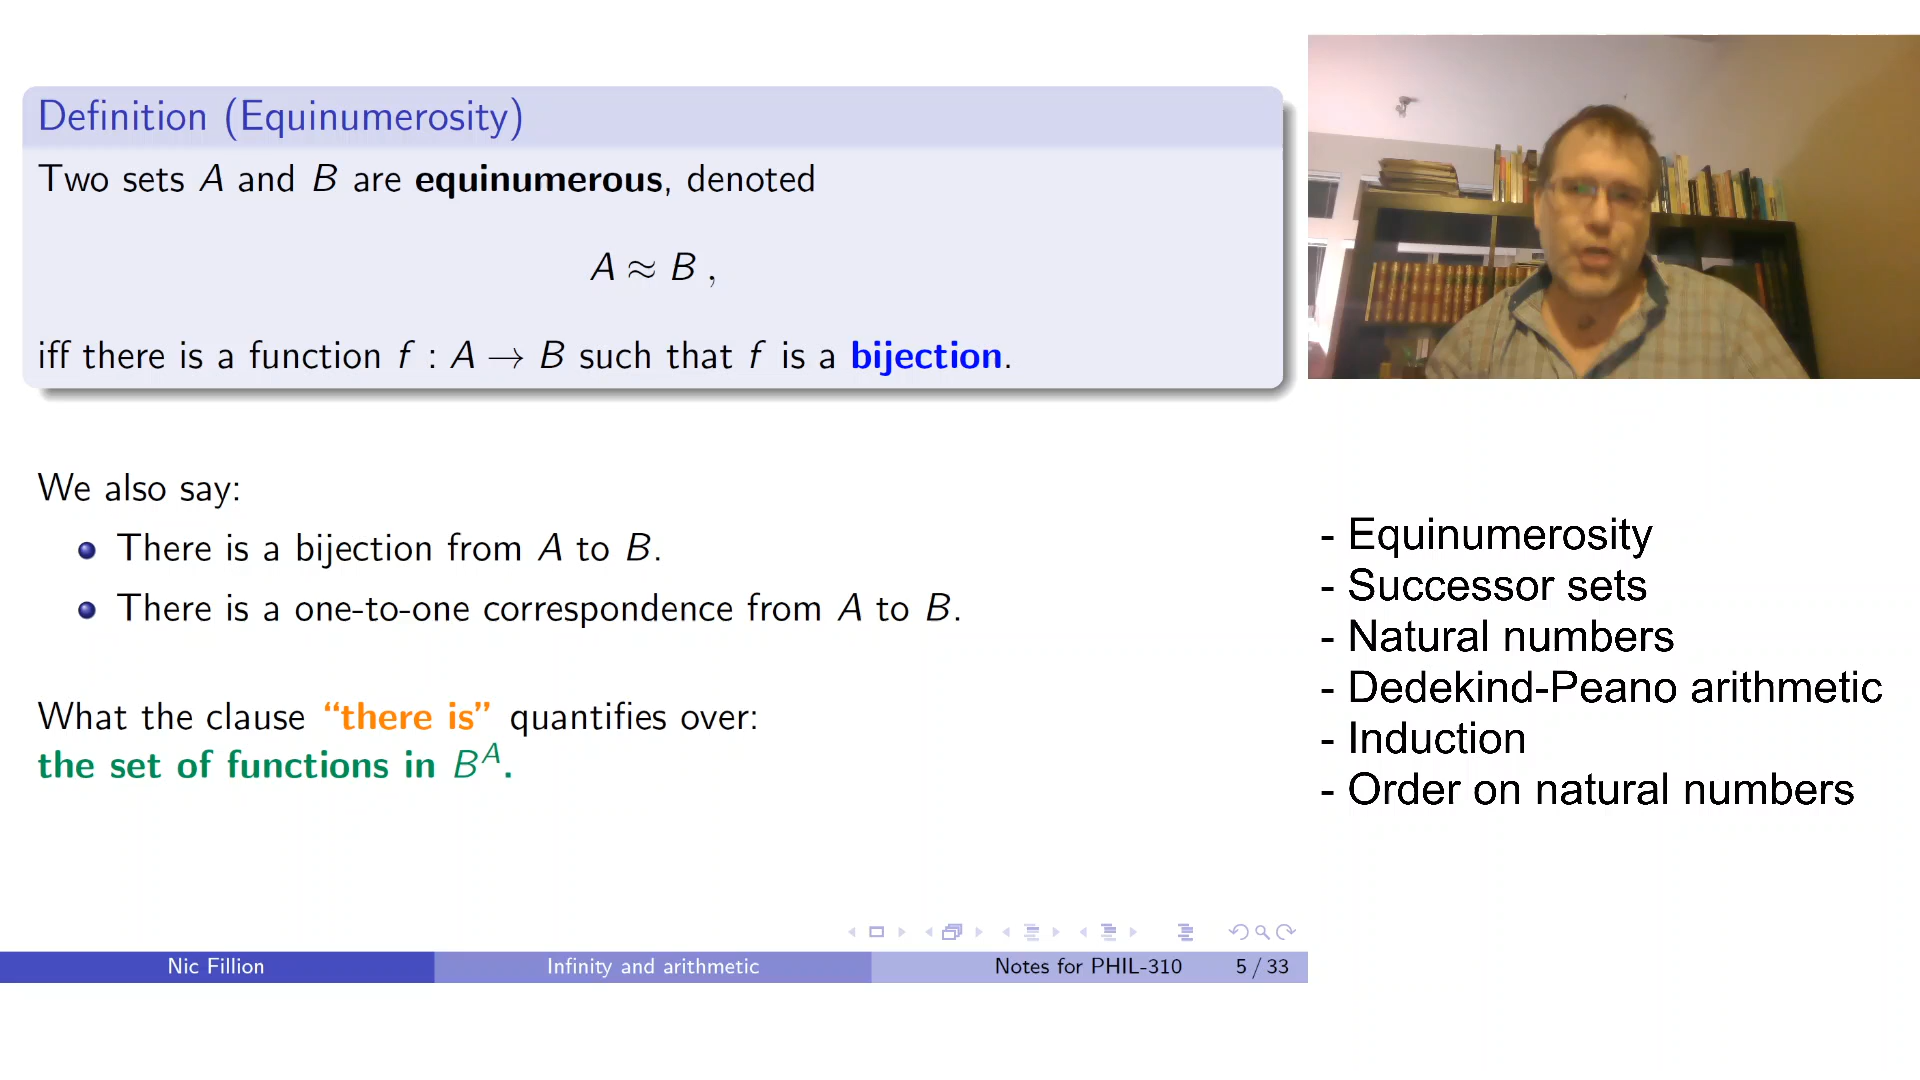 Definition (Equinumerosity)
Two sets A and B are equinumerous, denoted
A ≈ B ,
iff there is a function f : A → B such that f is a bijection.
We also say:
There is a bijection from A to B.
There is a one-to-one correspondence from A to B.
What the clause “there is” quantifies over:
the set of functions in B^A.
- Equinumerosity
- Successor sets
- Natural numbers
- Dedekind-Peano arithmetic
- Induction
- Order on natural numbers
Nic Fillion Infinity and arithmetic Notes for PHIL-310 5 / 33